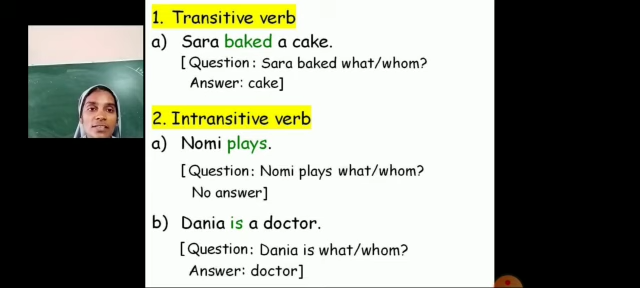 1. Transitive verb
a) Sara baked a cake.
[Question: Sara baked what/whom?
Answer: cake]
2. Intransitive verb
a) Nomi plays.
[Question: Nomi plays what/whom?
No answer]
b) Dania is a doctor.
[Question: Dania is what/whom?
Answer: doctor]